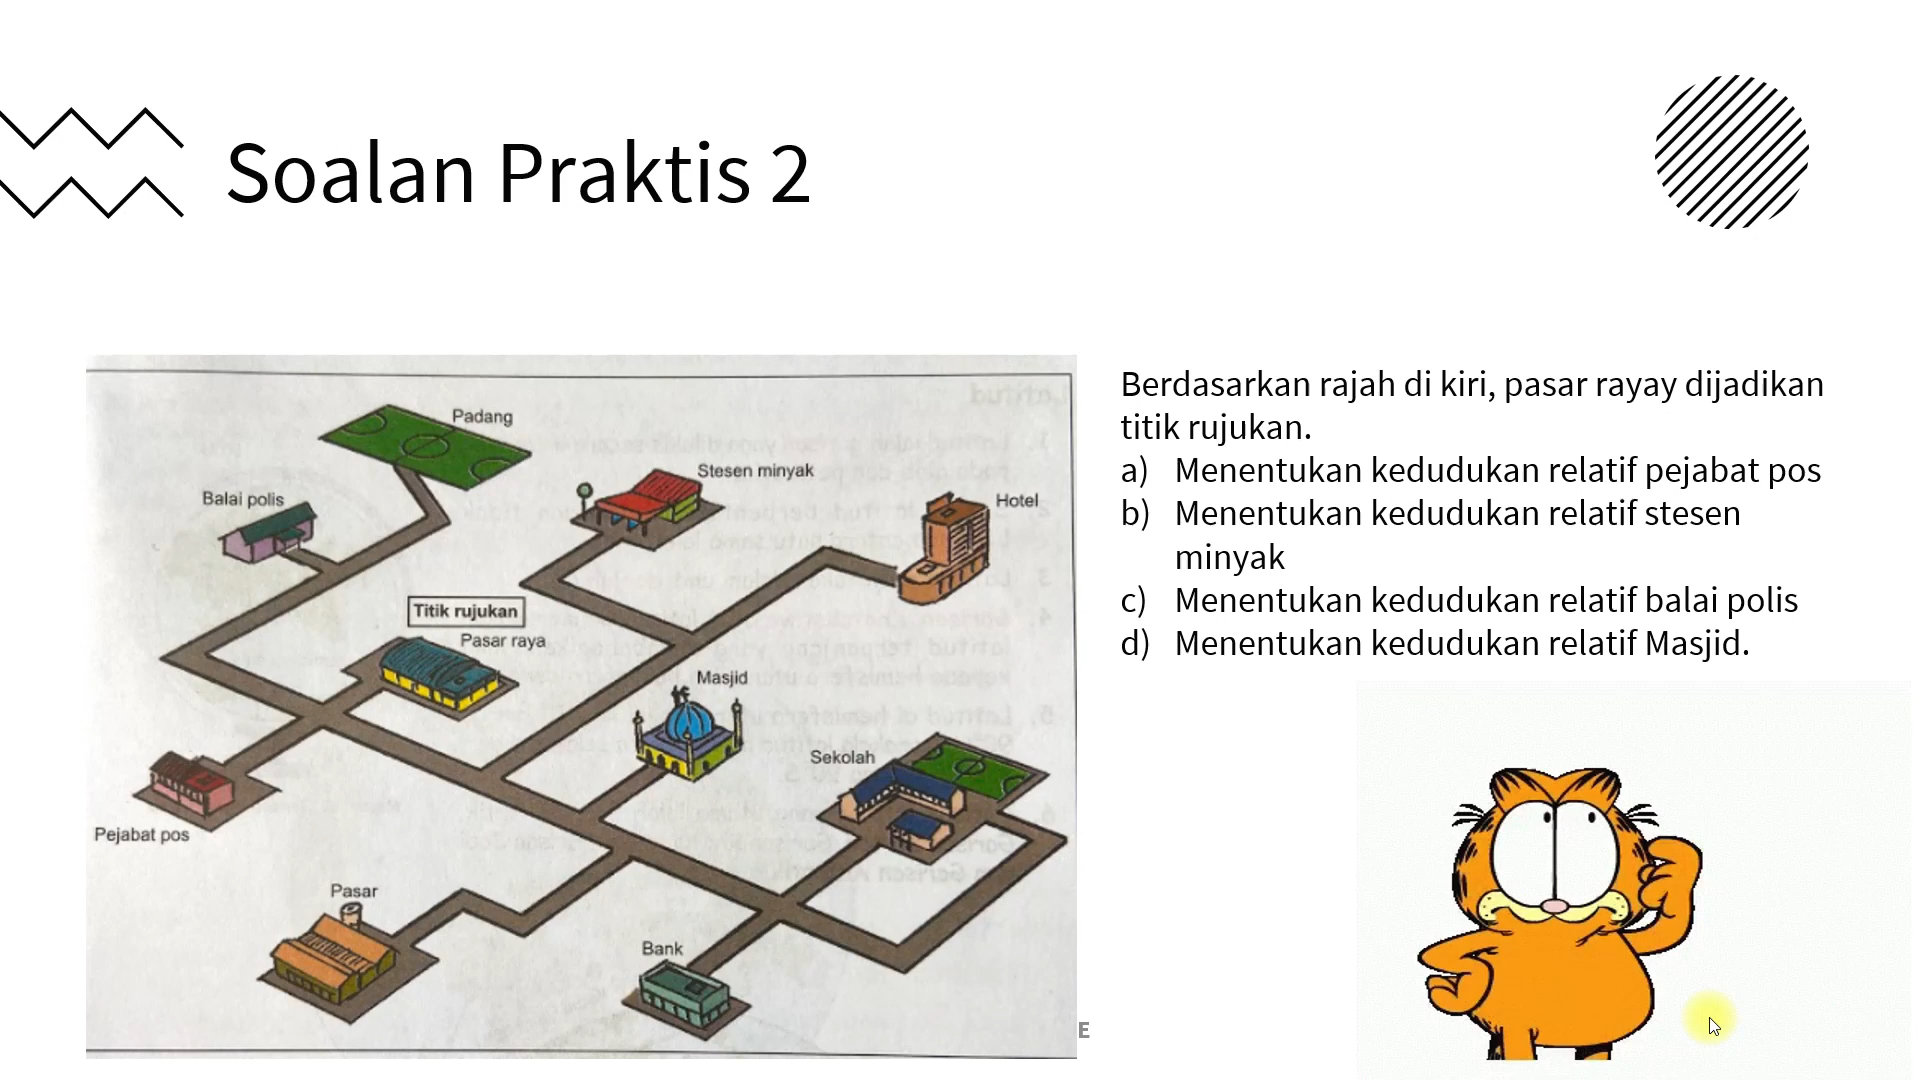 Soalan Praktis 2
Padang
Stesen minyak
Balai polis
Hotel
Titik rujukan
Pasar raya
Masjid
Sekolah
Pejabat pos
Pasar
Bank
Berdasarkan rajah di kiri, pasar rayay dijadikan
titik rujukan.
a) Menentukan kedudukan relatif pejabat pos
b) Menentukan kedudukan relatif stesen
minyak
c) Menentukan kedudukan relatif balai polis
d) Menentukan kedudukan relatif Masjid.
E